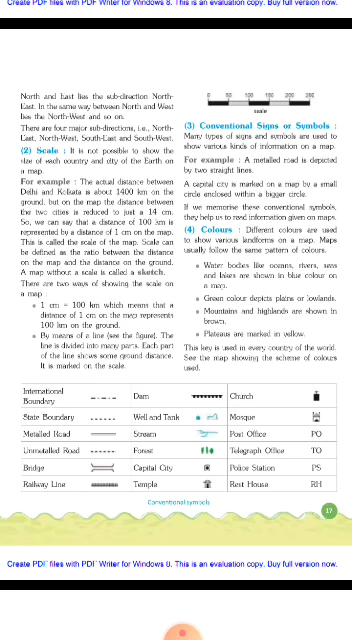 Create PDF files with PDF Writer for Windows 8. This is an evaluation copy. Buy full version now.
North and East lies the sub-direction North-
East. In the same way between North and West
lies the North-West and so on.
There are four major sub-directions, i.e., North-
East, North-West, South-East and South-West.
(2) Scale : It is not possible to show the
size of each country and city of the Earth on
a map.
For example : The actual distance between
Delhi and Kolkata is about 1400 km on the
ground, but on the map the distance between
the two cities is reduced to just a 14 cm.
So, we can say that a distance of 100 km is
represented by a distance of 1 cm on the map.
This is called the scale of the map. Scale can
be defined as the ratio between the distance
on the map and the distance on the ground.
A map without a scale is called a sketch.
There are two ways of showing the scale on
a map :
1 cm = 100 km which means that a
distance of 1 cm on the map represents
100 km on the ground.
By means of a line (see the figure). The
line is divided into many parts. Each part
of the line shows some ground distance.
It is marked on the scale.
0 50 100 150 200 250
scale
(3) Conventional Signs or Symbols :
Many types of signs and symbols are used to
show various kinds of information on a map.
For example : A metalled road is depicted
by two straight lines.
A capital city is marked on a map by a small
circle enclosed within a bigger circle.
If we memorise these conventional symbols,
they help us to read information given on maps.
(4) Colours : Different colours are used
to show various landforms on a map. Maps
usually follow the same pattern of colours.
Water bodies like oceans, rivers, seas
and lakes are shown in blue colour on
a map.
Green colour depicts plains or lowlands.
Mountains and highlands are shown in
brown.
Plateaus are marked in yellow.
This key is used in every country of the world.
See the map showing the scheme of colours
used.
International Boundary Dam Church
State Boundary Well and Tank Mosque
Metalled Road Stream Post Office PO
Unmetalled Road Forest Telegraph Office TO
Bridge Capital City Police Station PS
Railway Line Temple Rest House RH
Conventional symbols
17
Create PDF files with PDF Writer for Windows 8. This is an evaluation copy. Buy full version now.